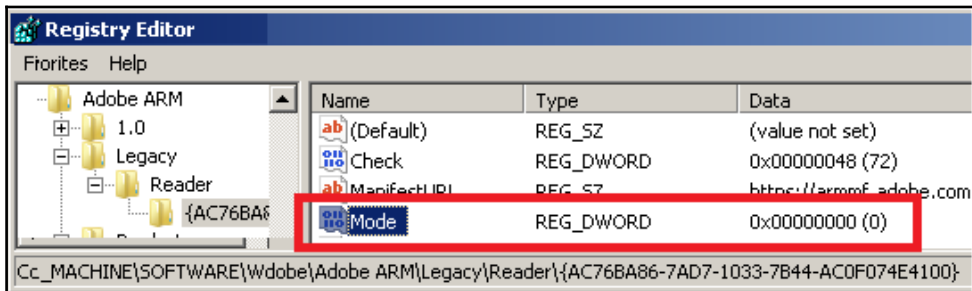 Registry Editor
Fiorites Help
Adobe ARM
1.0
Legacy
Reader
{AC76BA8
Name Type Data
(Default) REG_SZ (value not set)
Check REG_DWORD 0x00000048 (72)
ManifestURL REG_SZ https://armmf.adobe.com
Mode REG_DWORD 0x00000000 (0)
Cc_MACHINE\SOFTWARE\Wdobe\Adobe ARM\Legacy\Reader\{AC76BA86-7AD7-1033-7B44-AC0F074E4100}